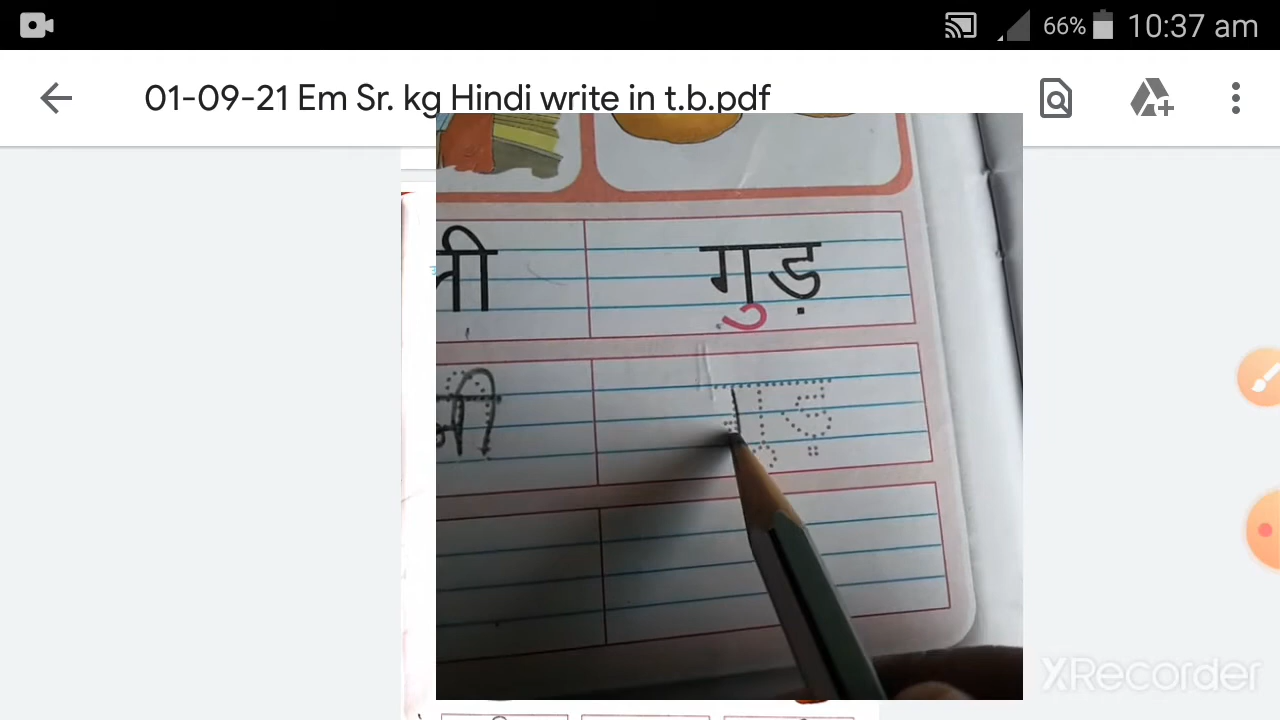 66% 10:37 am
01-09-21 Em Sr. kg Hindi write in t.b.pdf
गुड़
गुड़
XRecorder